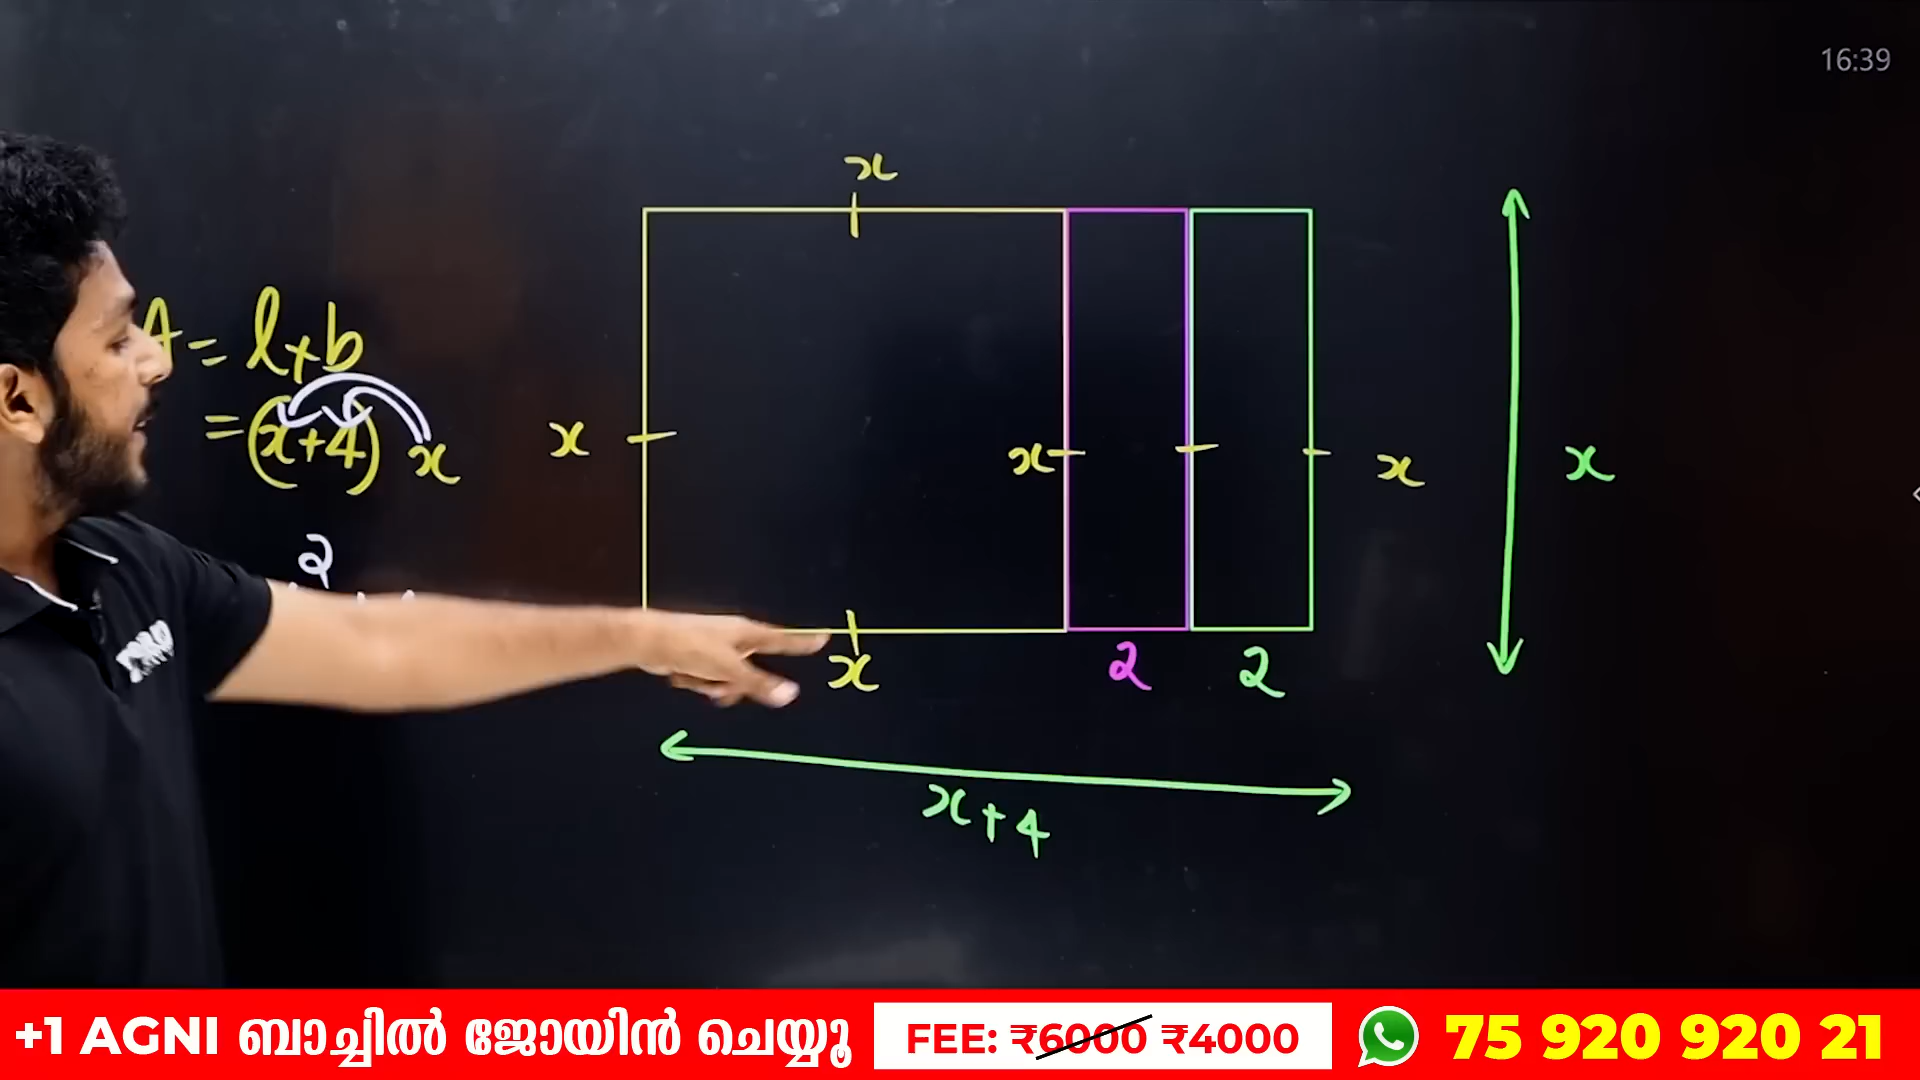 16:39
x
A = l x b
= (x+4) x
x
x
x
x
2
x
2
2
x+4
+1 AGNI ബാച്ചിൽ ജോയിൻ ചെയ്യൂ
FEE: ₹6000 ₹4000
75 920 920 21